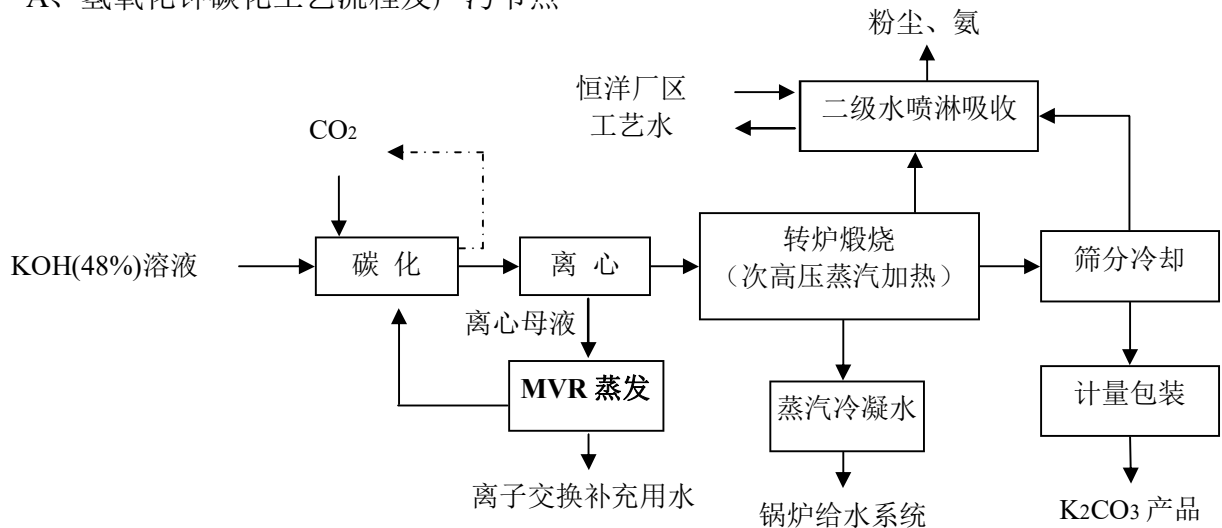 A、氢氧化钾碳化工艺流程及产污节点
粉尘、氨
恒洋厂区
工艺水
二级水喷淋吸收
CO2
KOH(48%)溶液
碳 化
离 心
转炉煅烧
（次高压蒸汽加热）
筛分冷却
离心母液
MVR 蒸发
蒸汽冷凝水
计量包装
离子交换补充用水
锅炉给水系统
K2CO3 产品